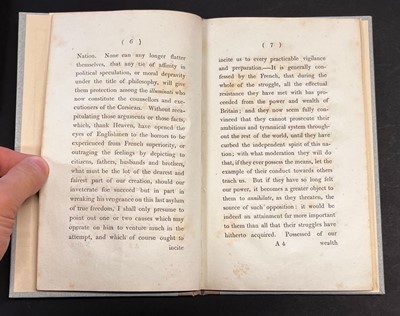 ( 6 )
Nation. None can any longer flatter
themselves, that any tie of affinity in
political speculation, or moral depravity
under the title of philosophy, will give
them protection among the illuminati who
now constitute the counsellors and exe-
cutioners of the Corsican. Without reca-
pitulating those arguments or those facts,
which, thank Heaven, have opened the
eyes of Englishmen to the horrors to be
experienced from French superiority, or
outraging the feelings by depicting to
citizens, fathers, husbands and brothers,
what must be the lot of the dearest and
fairest part of our creation, should our
inveterate foe succeed but in part in
wreaking his vengeance on this last asylum
of true freedom, I shall only presume to
point out one or two causes which may
operate on him to venture much in the
attempt, and which of course ought to
incite
( 7 )
incite us to every practicable vigilance
and preparation.—It is generally con-
fessed by the French, that during the
whole of the struggle, all the effectual
resistance they have met with has pro-
ceeded from the power and wealth of
Britain; and they now seem fully con-
vinced that they cannot prosecute their
ambitious and tyrannical system through-
out the rest of the world, until they have
curbed the independent spirit of this na-
tion; with what moderation they will do
that, if they ever possess the means, let the
example of their conduct towards others
teach us. But if they have so long felt
our power, it becomes a greater object to
them to annihilate, as they threaten, the
source of such opposition: it would be
indeed an attainment far more important
to them than all that their struggles have
hitherto acquired. Possessed of our
A 4 wealth